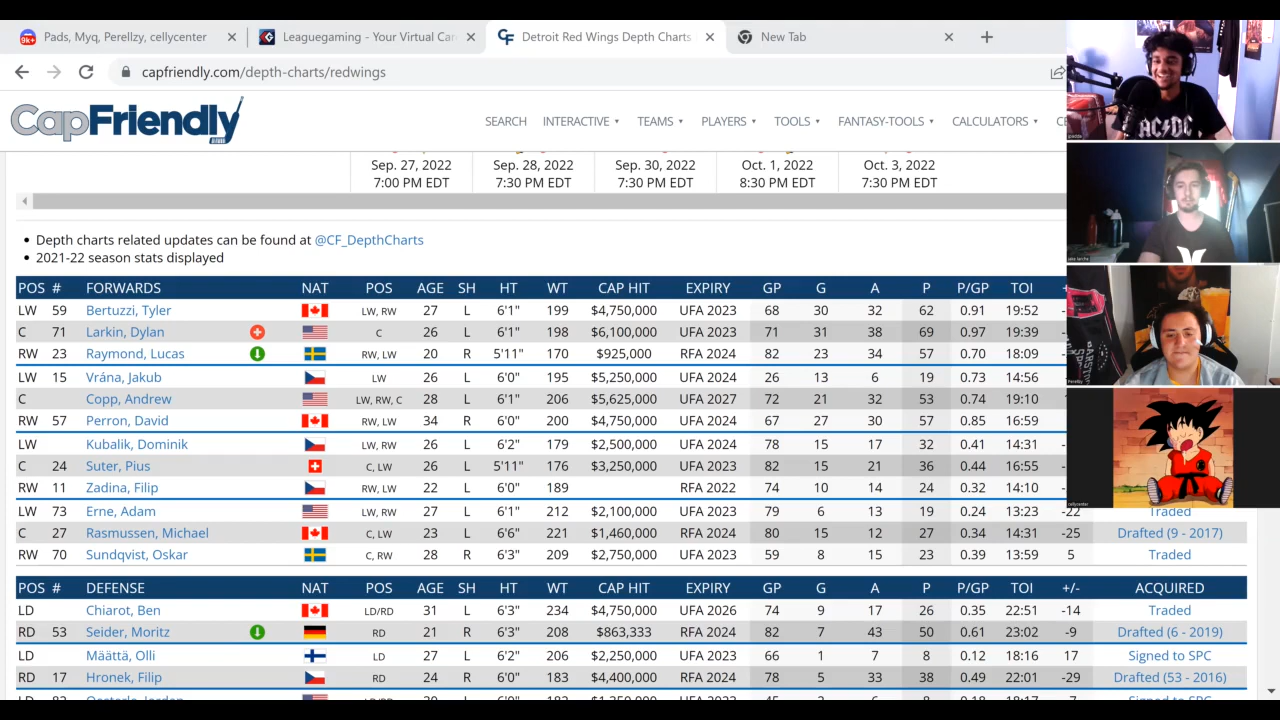 Pads, Myq, Perellzy, cellycenter
Leaguegaming - Your Virtual Can
Detroit Red Wings Depth Charts
New Tab
capfriendly.com/depth-charts/redwings
CapFriendly
SEARCH INTERACTIVE TEAMS PLAYERS TOOLS FANTASY-TOOLS CALCULATORS
Sep. 27, 2022 Sep. 28, 2022 Sep. 30, 2022 Oct. 1, 2022 Oct. 3, 2022
7:00 PM EDT 7:30 PM EDT 7:30 PM EDT 8:30 PM EDT 7:30 PM EDT
• Depth charts related updates can be found at @CF_DepthCharts
• 2021-22 season stats displayed
POS # FORWARDS NAT POS AGE SH HT WT CAP HIT EXPIRY GP G A P P/GP TOI
LW 59 Bertuzzi, Tyler LW, RW 27 L 6'1" 199 $4,750,000 UFA 2023 68 30 32 62 0.91 19:52
C 71 Larkin, Dylan C 26 L 6'1" 198 $6,100,000 UFA 2023 71 31 38 69 0.97 19:39
RW 23 Raymond, Lucas RW, LW 20 R 5'11" 170 $925,000 RFA 2024 82 23 34 57 0.70 18:09
LW 15 Vrána, Jakub LW 26 L 6'0" 195 $5,250,000 UFA 2024 26 13 6 19 0.73 14:56
C Copp, Andrew LW, RW, C 28 L 6'1" 206 $5,625,000 UFA 2027 72 21 32 53 0.74 19:10
RW 57 Perron, David RW, LW 34 R 6'0" 200 $4,750,000 UFA 2024 67 27 30 57 0.85 16:59
LW Kubalik, Dominik LW, RW 26 L 6'2" 179 $2,500,000 UFA 2024 78 15 17 32 0.41 14:31
C 24 Suter, Pius C, LW 26 L 5'11" 176 $3,250,000 UFA 2023 82 15 21 36 0.44 16:55
RW 11 Zadina, Filip RW, LW 22 L 6'0" 189 RFA 2022 74 10 14 24 0.32 14:10
LW 73 Erne, Adam LW, RW 27 L 6'1" 212 $2,100,000 UFA 2023 79 6 13 19 0.24 13:23 -22 Traded
C 27 Rasmussen, Michael C, LW 23 L 6'6" 221 $1,460,000 UFA 2024 80 15 12 27 0.34 14:31 -25 Drafted (9 - 2017)
RW 70 Sundqvist, Oskar C, RW 28 R 6'3" 209 $2,750,000 UFA 2023 59 8 15 23 0.39 13:59 5 Traded
POS # DEFENSE NAT POS AGE SH HT WT CAP HIT EXPIRY GP G A P P/GP TOI +/- ACQUIRED
LD Chiarot, Ben LD/RD 31 L 6'3" 234 $4,750,000 UFA 2026 74 9 17 26 0.35 22:51 -14 Traded
RD 53 Seider, Moritz RD 21 R 6'3" 208 $863,333 RFA 2024 82 7 43 50 0.61 23:02 -9 Drafted (6 - 2019)
LD Määttä, Olli LD 27 L 6'2" 206 $2,250,000 UFA 2023 66 1 7 8 0.12 18:16 17 Signed to SPC
RD 17 Hronek, Filip RD 24 R 6'0" 183 $4,400,000 RFA 2024 78 5 33 38 0.49 22:01 -29 Drafted (53 - 2016)
AC/DC
Perellzy
cellycenter